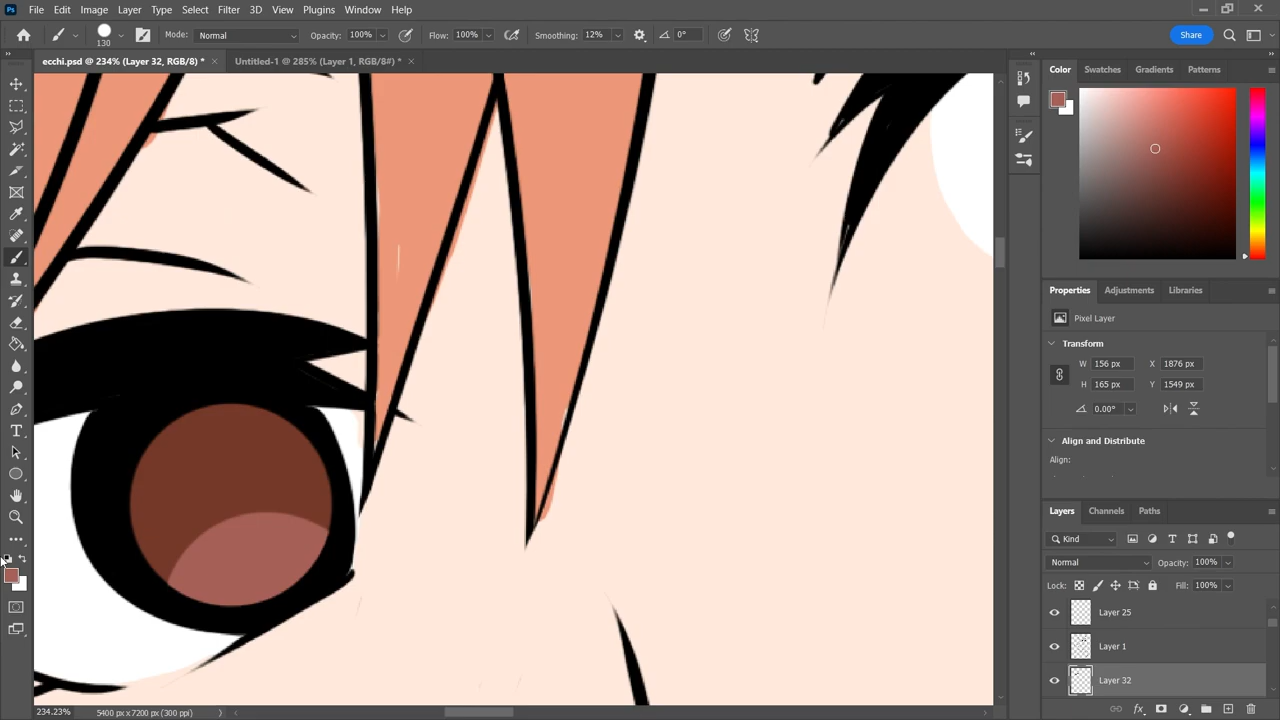 Ps File Edit Image Layer Type Select Filter 3D View Plugins Window Help
130 Mode: Normal Opacity: 100% Flow: 100% Smoothing: 12% 0° Share
ecchi.psd @ 234% (Layer 32, RGB/8) * Untitled-1 @ 285% (Layer 1, RGB/8#) *
Color Swatches Gradients Patterns
Properties Adjustments Libraries
Pixel Layer
Transform
W 156 px X 1876 px
H 165 px Y 1549 px
0.00°
Align and Distribute
Align:
Layers Channels Paths
Kind
Normal Opacity: 100%
Lock: Fill: 100%
Layer 25
Layer 1
Layer 32
234.23% 5400 px x 7200 px (300 ppi)